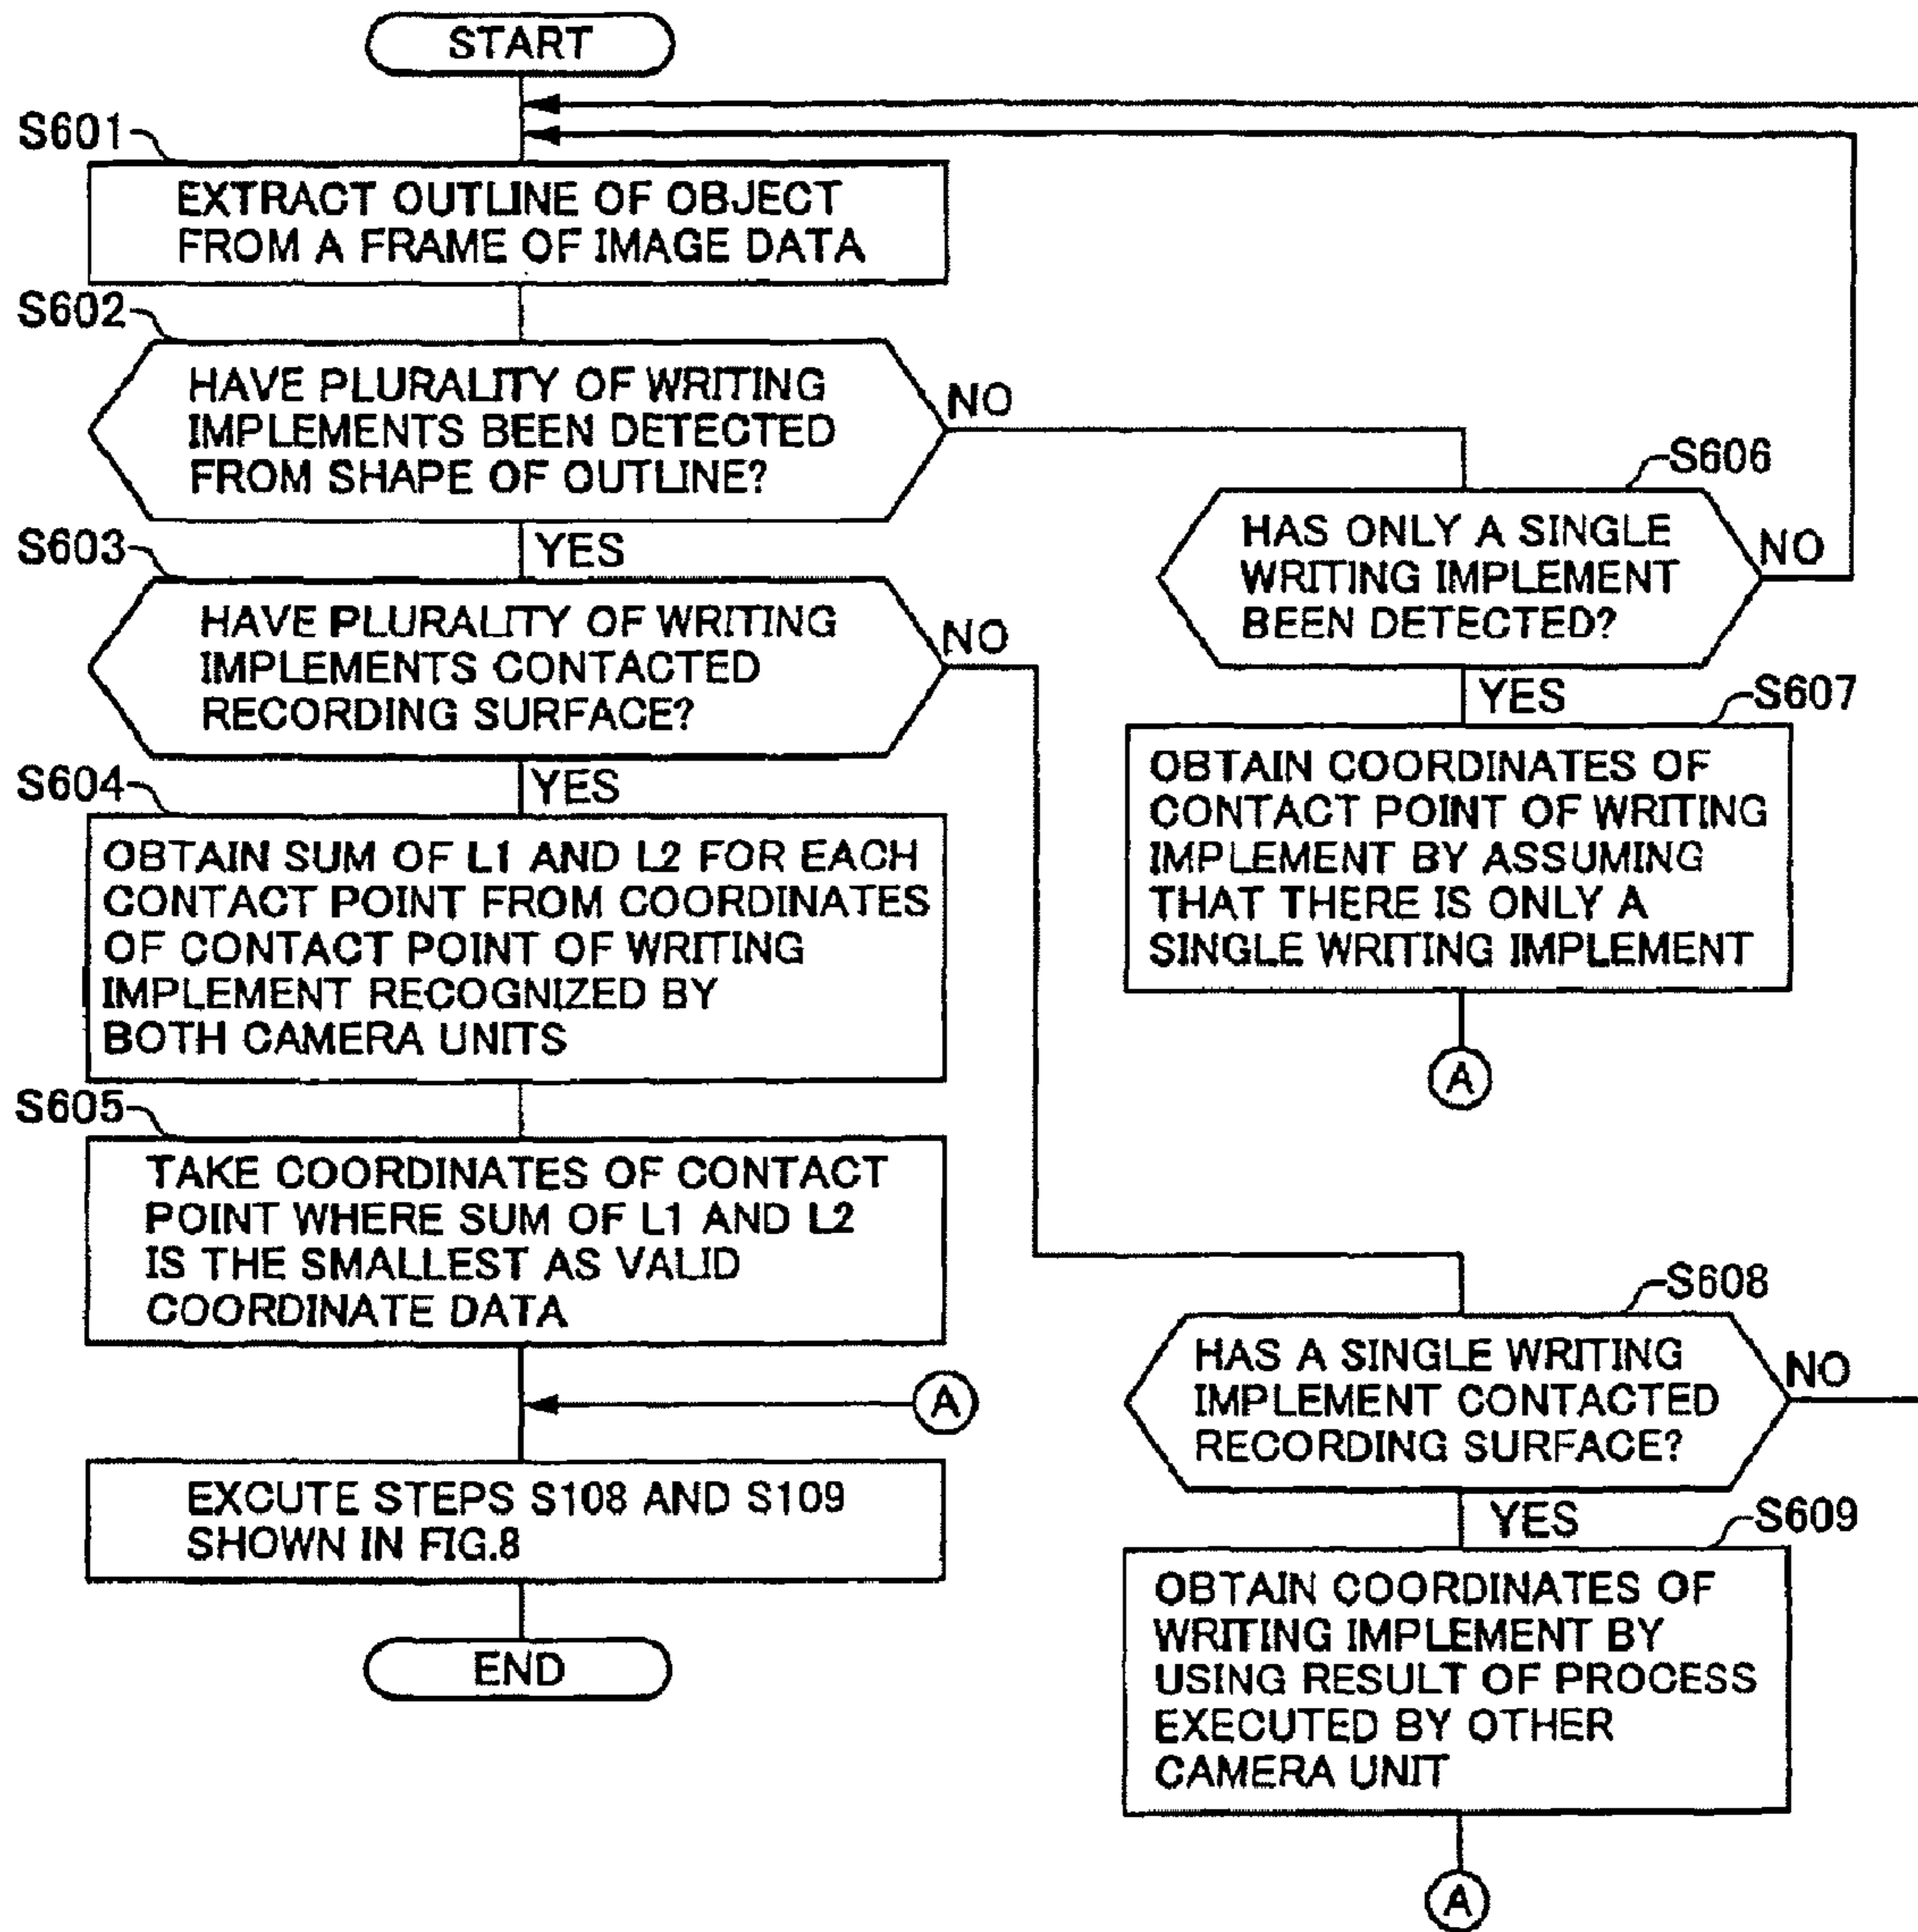 START
S601
EXTRACT OUTLINE OF OBJECT
FROM A FRAME OF IMAGE DATA
S602
HAVE PLURALITY OF WRITING
IMPLEMENTS BEEN DETECTED
FROM SHAPE OF OUTLINE?
NO
YES
S603
HAVE PLURALITY OF WRITING
IMPLEMENTS CONTACTED
RECORDING SURFACE?
NO
YES
S604
OBTAIN SUM OF L1 AND L2 FOR EACH
CONTACT POINT FROM COORDINATES
OF CONTACT POINT OF WRITING
IMPLEMENT RECOGNIZED BY
BOTH CAMERA UNITS
S605
TAKE COORDINATES OF CONTACT
POINT WHERE SUM OF L1 AND L2
IS THE SMALLEST AS VALID
COORDINATE DATA
A
EXCUTE STEPS S108 AND S109
SHOWN IN FIG.8
END
S606
HAS ONLY A SINGLE
WRITING IMPLEMENT
BEEN DETECTED?
NO
YES
S607
OBTAIN COORDINATES OF
CONTACT POINT OF WRITING
IMPLEMENT BY ASSUMING
THAT THERE IS ONLY A
SINGLE WRITING IMPLEMENT
A
S608
HAS A SINGLE WRITING
IMPLEMENT CONTACTED
RECORDING SURFACE?
NO
YES
S609
OBTAIN COORDINATES OF
WRITING IMPLEMENT BY
USING RESULT OF PROCESS
EXECUTED BY OTHER
CAMERA UNIT
A